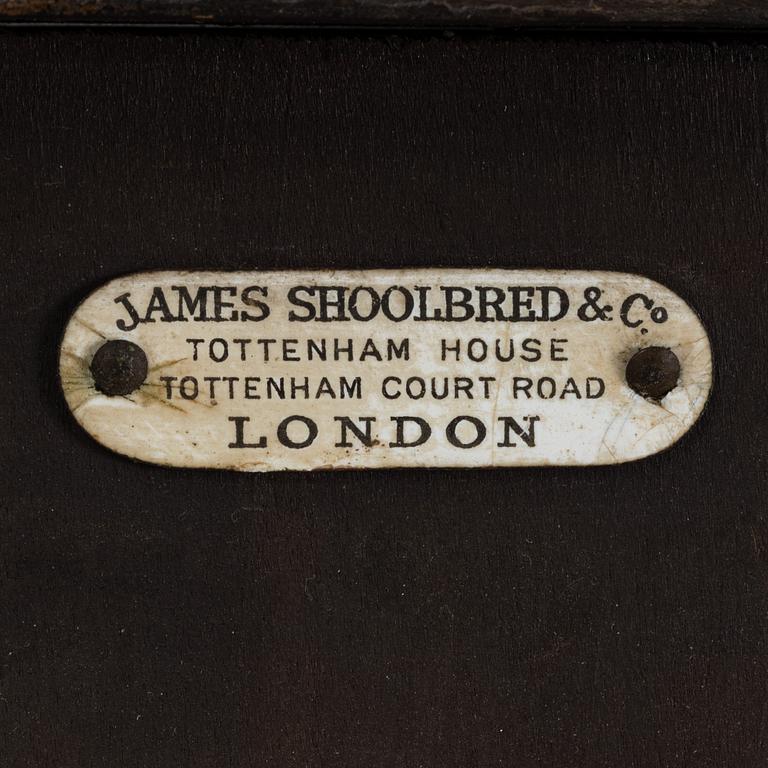 JAMES SHOOLBRED & Co.
TOTTENHAM HOUSE
TOTTENHAM COURT ROAD
LONDON